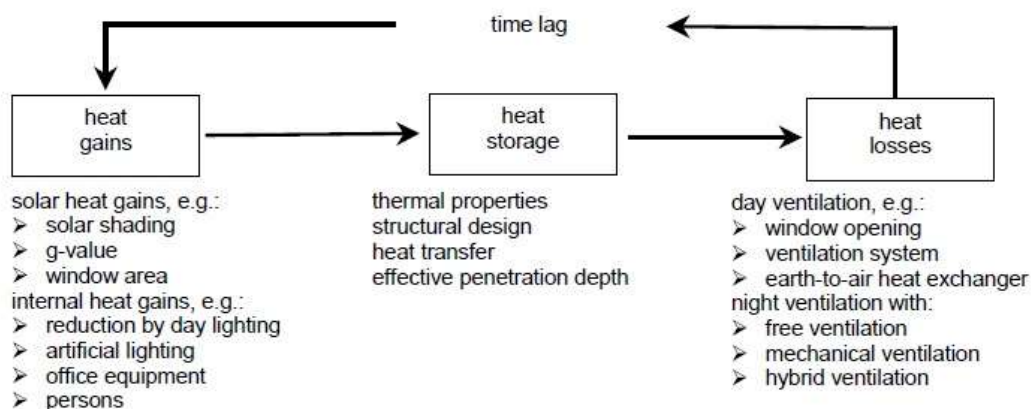 time lag
heat
gains
heat
storage
heat
losses
solar heat gains, e.g.:
➢ solar shading
➢ g-value
➢ window area
internal heat gains, e.g.:
➢ reduction by day lighting
➢ artificial lighting
➢ office equipment
➢ persons
thermal properties
structural design
heat transfer
effective penetration depth
day ventilation, e.g.:
➢ window opening
➢ ventilation system
➢ earth-to-air heat exchanger
night ventilation with:
➢ free ventilation
➢ mechanical ventilation
➢ hybrid ventilation